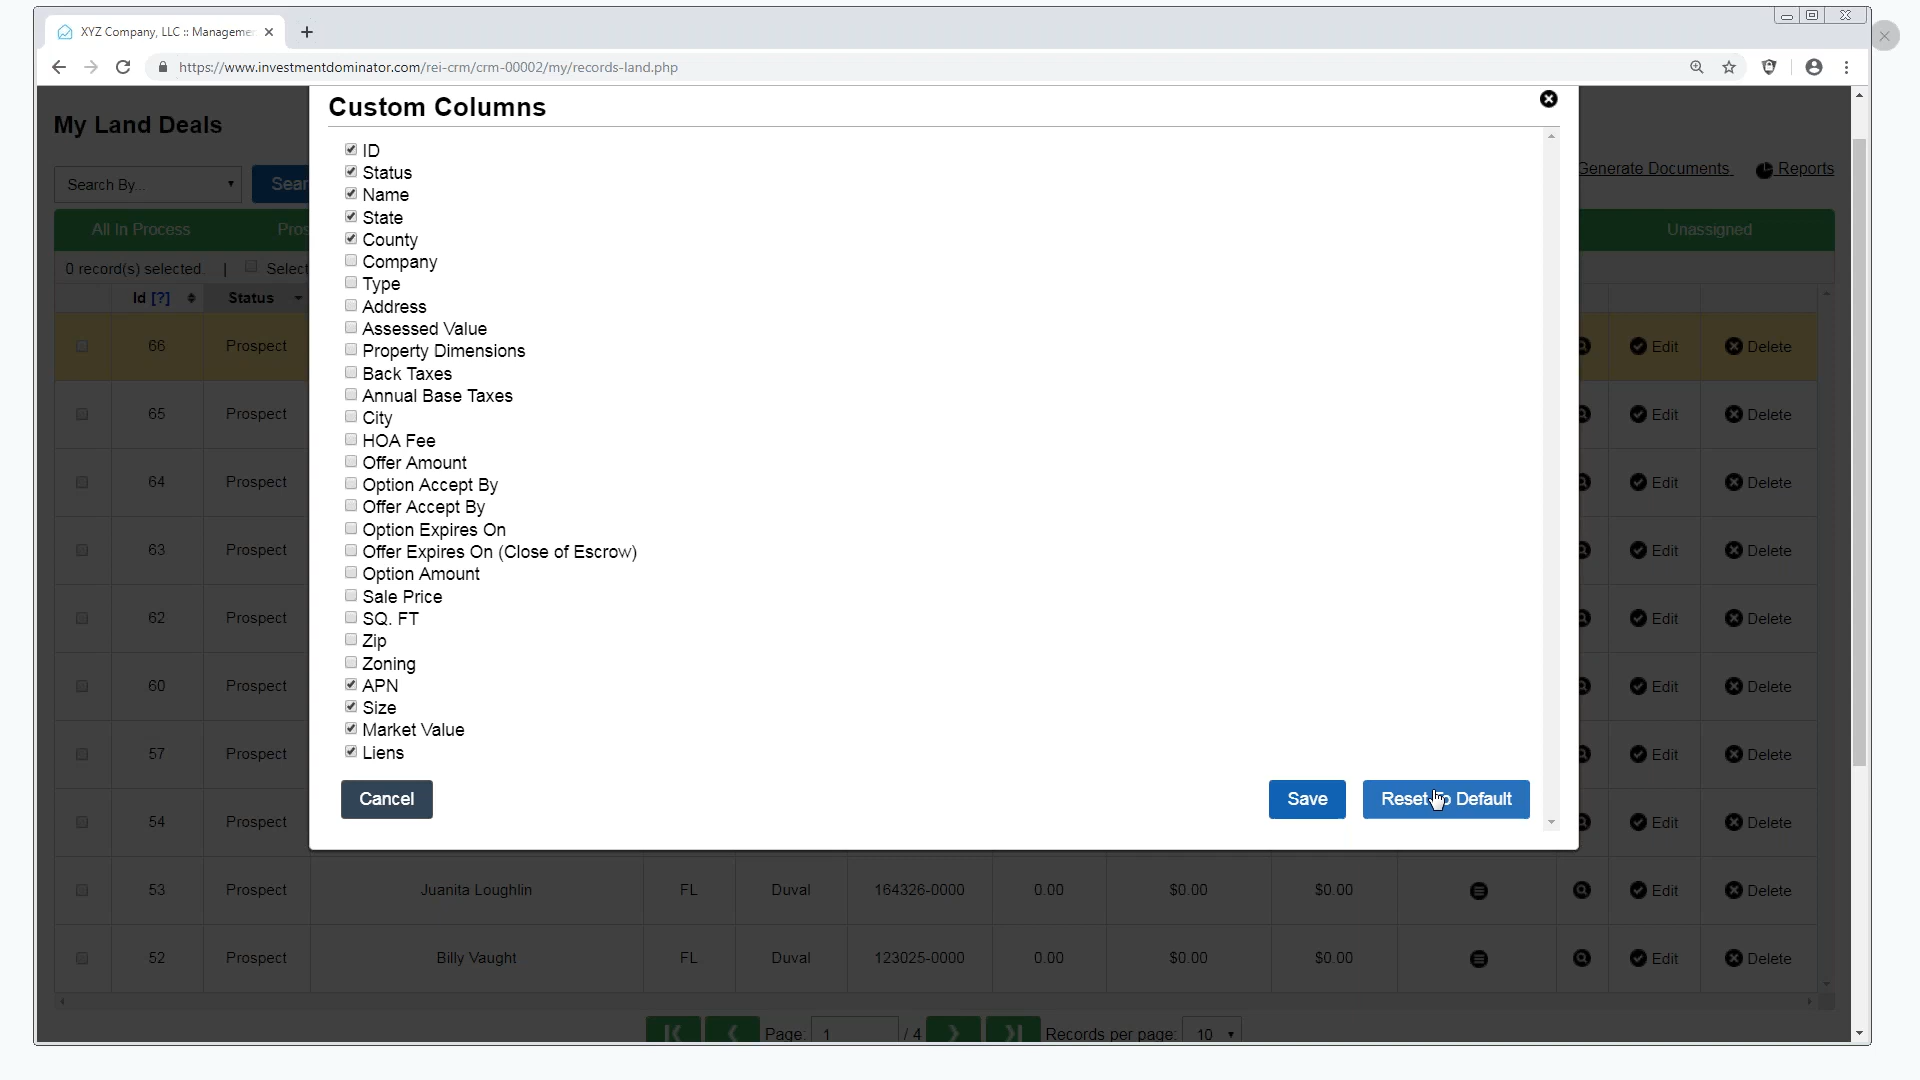 XYZ Company, LLC :: Manageme
https://www.investmentdominator.com/rei-crm/crm-00002/my/records-land.php
My Land Deals
Custom Columns
Search By...
Sear
Generate Documents
Reports
All In Process
Pros
Unassigned
0 record(s) selected | Select
Id [?] Status
ID
Status
Name
State
County
Company
Type
Address
Assessed Value
Property Dimensions
Back Taxes
Annual Base Taxes
City
HOA Fee
Offer Amount
Option Accept By
Offer Accept By
Option Expires On
Offer Expires On (Close of Escrow)
Option Amount
Sale Price
SQ. FT
Zip
Zoning
APN
Size
Market Value
Liens
Cancel
Save
Reset To Default
66 Prospect Edit Delete
65 Prospect Edit Delete
64 Prospect Edit Delete
63 Prospect Edit Delete
62 Prospect Edit Delete
60 Prospect Edit Delete
57 Prospect Edit Delete
54 Prospect Edit Delete
53 Prospect Juanita Loughlin FL Duval 164326-0000 0.00 $0.00 $0.00 Edit Delete
52 Prospect Billy Vaught FL Duval 123025-0000 0.00 $0.00 $0.00 Edit Delete
Page: 1 / 4 Records per page: 10